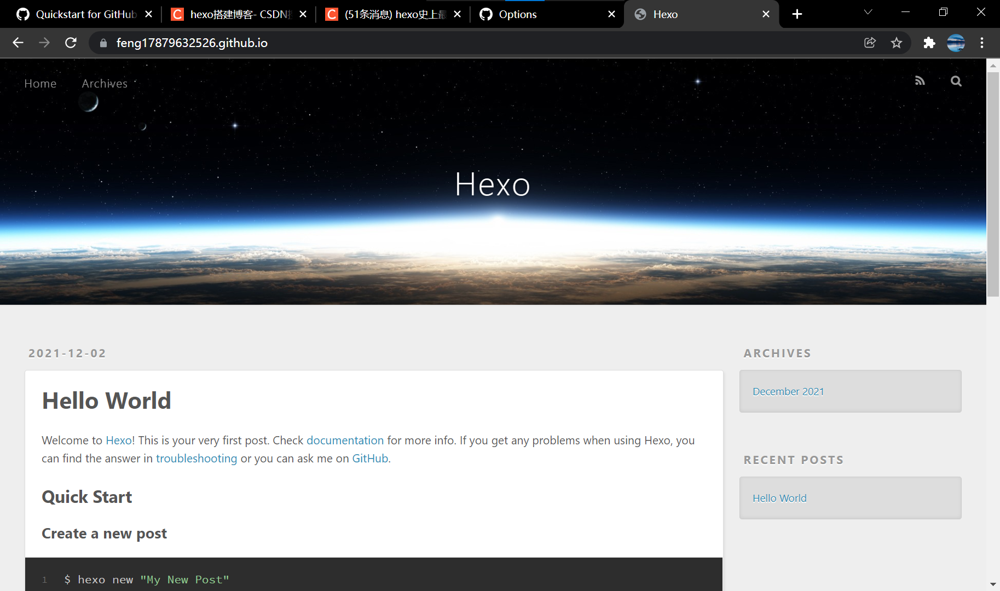 Quickstart for GitHub
hexo搭建博客- CSDN
(51条消息) hexo史上最
Options
Hexo
feng17879632526.github.io
Home
Archives
Hexo
2021-12-02
Hello World
Welcome to Hexo! This is your very first post. Check documentation for more info. If you get any problems when using Hexo, you
can find the answer in troubleshooting or you can ask me on GitHub.
Quick Start
Create a new post
1 $ hexo new "My New Post"
ARCHIVES
December 2021
RECENT POSTS
Hello World